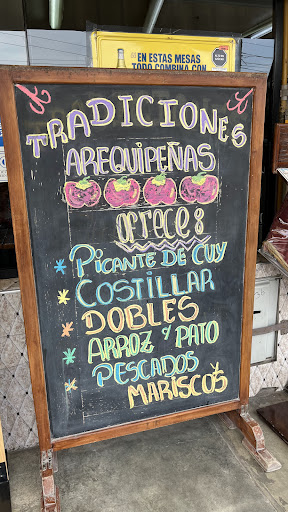 "EN ESTAS MESAS
TODO COMBINA CON
TRADICIONES
AREQUIPEÑAS
OFRECE:
* PICANTE DE CUY
* COSTILLAR
* DOBLES
* ARROZ Y PATO
* PESCADOS Y
MARISCOS